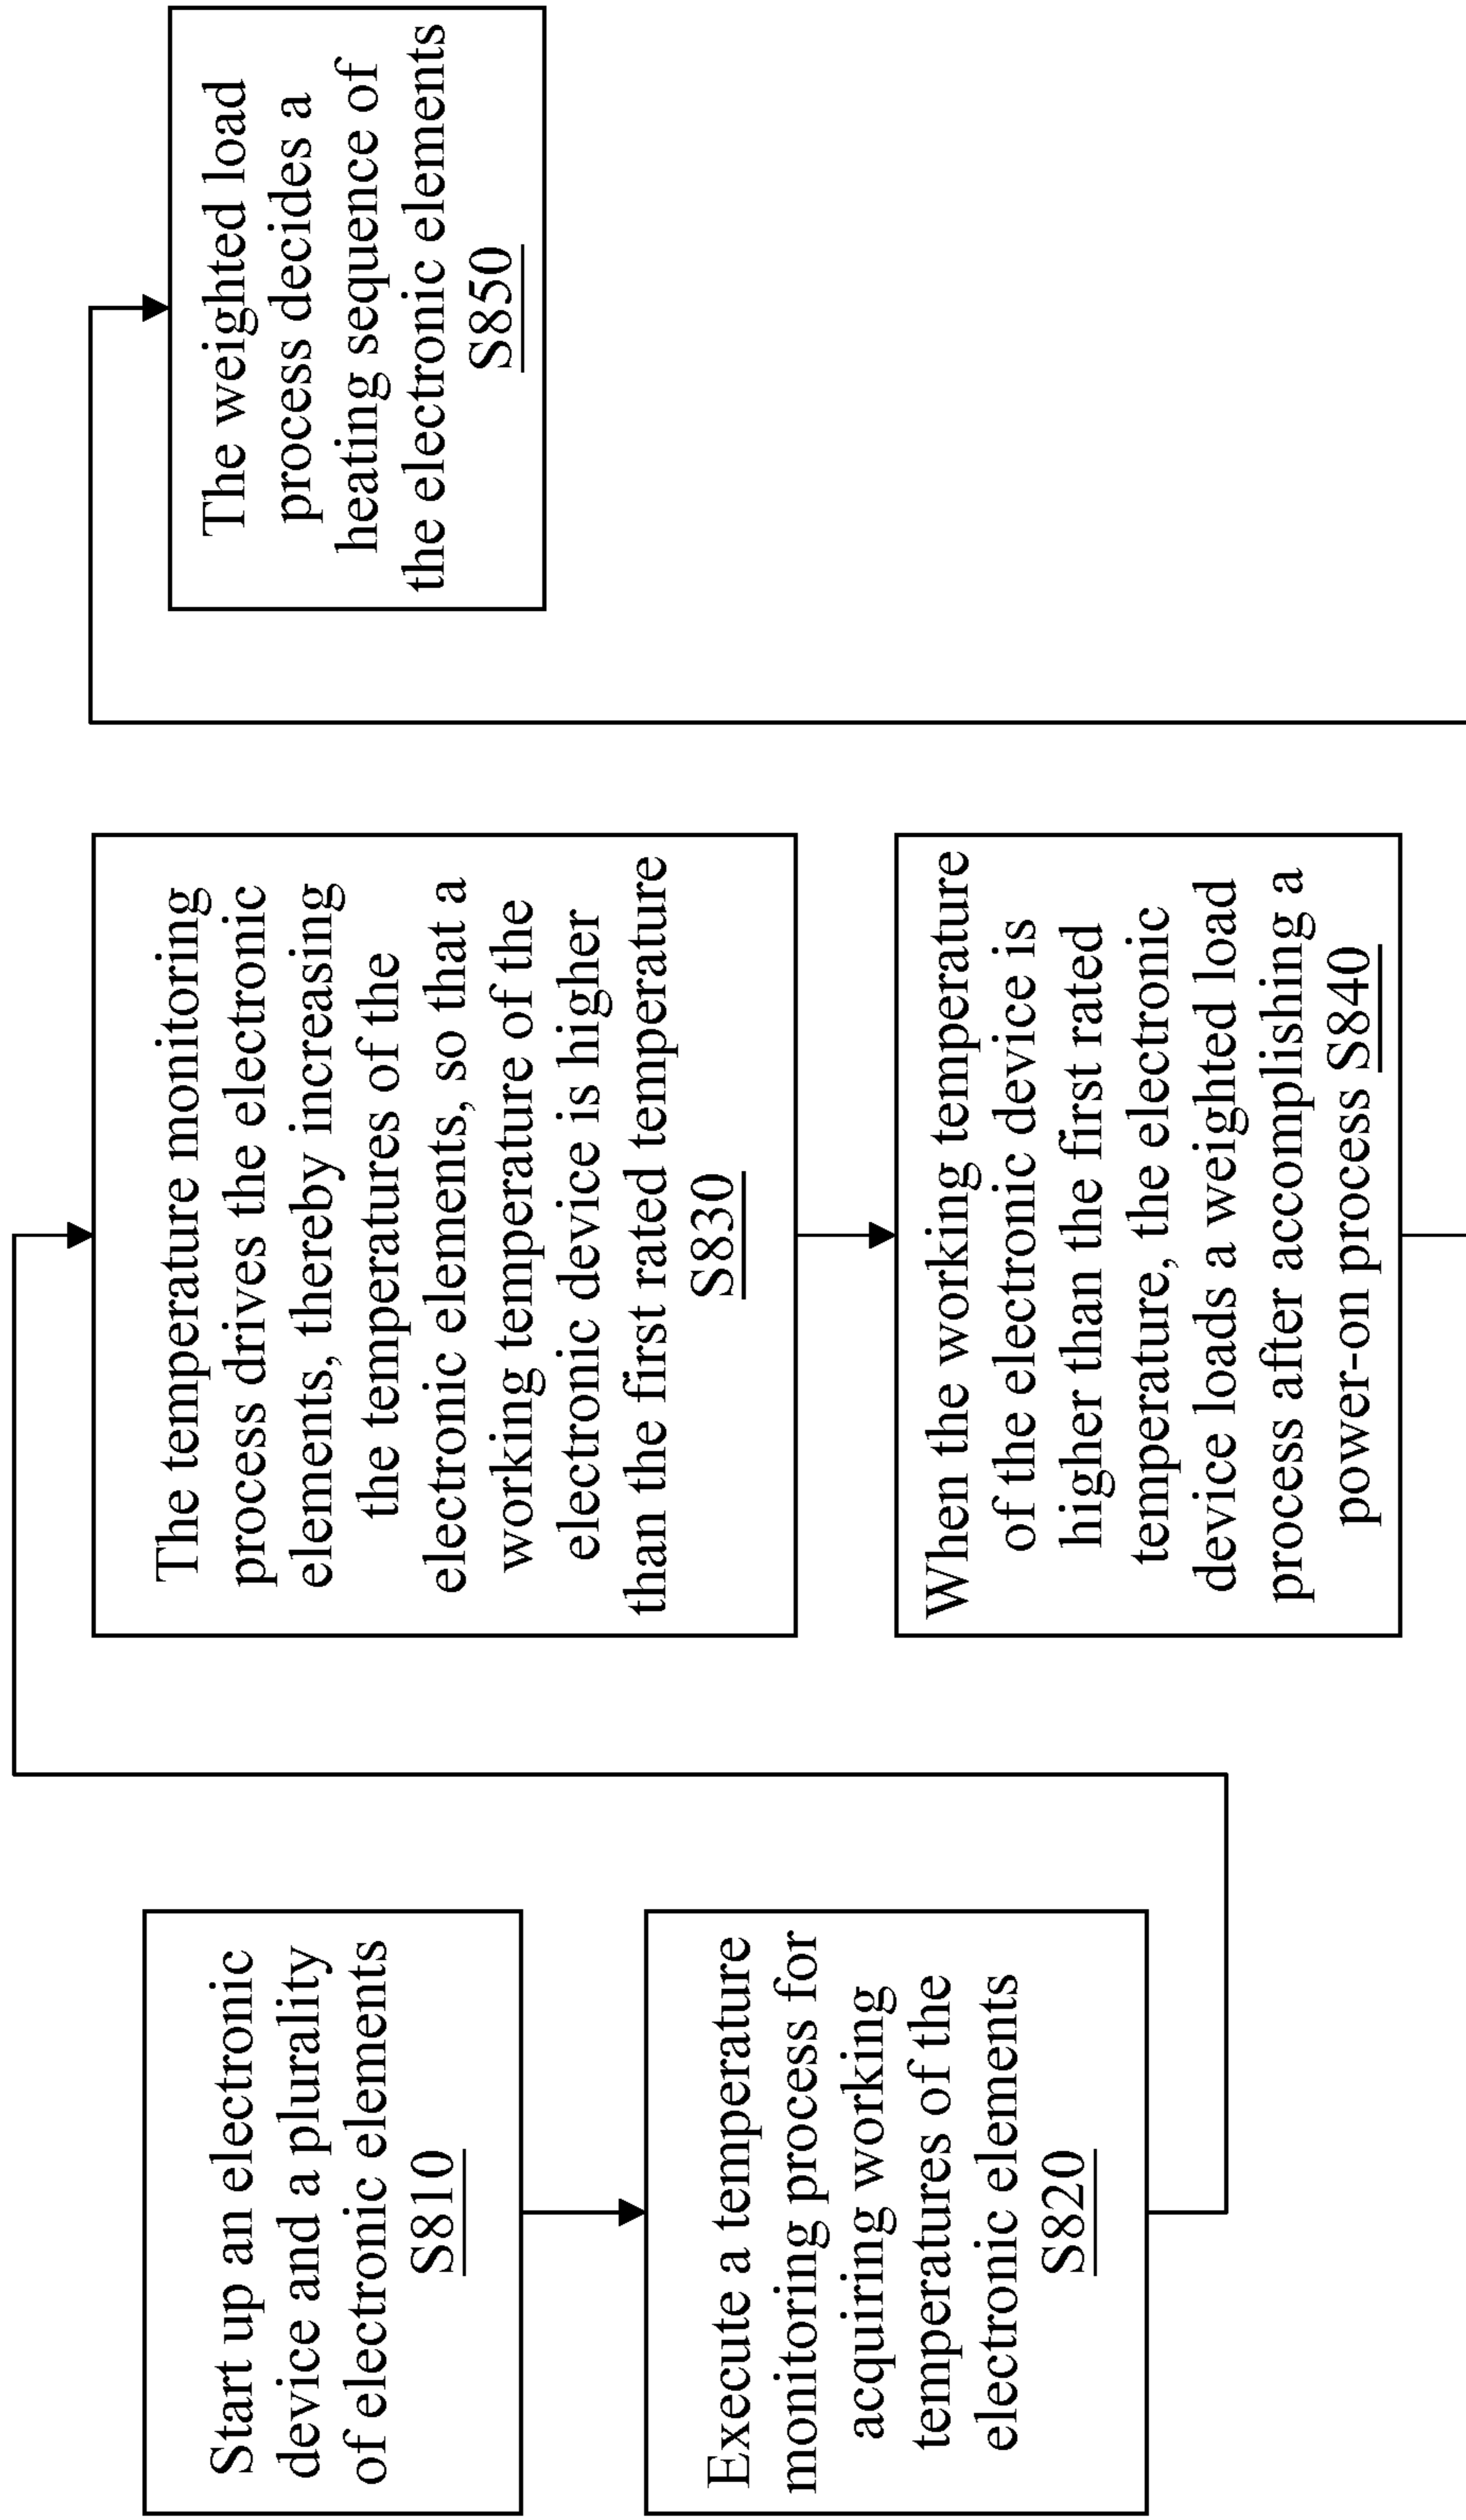 Start up an electronic
device and a plurality
of electronic elements
S810
Execute a temperature
monitoring process for
acquiring working
temperatures of the
electronic elements
S820
The temperature monitoring
process drives the electronic
elements, thereby increasing
the temperatures of the
electronic elements, so that a
working temperature of the
electronic device is higher
than the first rated temperature
S830
When the working temperature
of the electronic device is
higher than the first rated
temperature, the electronic
device loads a weighted load
process after accomplishing a
power-on process S840
The weighted load
process decides a
heating sequence of
the electronic elements
S850